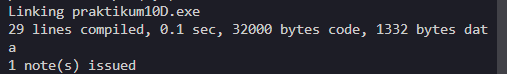 Linking praktikum10D.exe
29 lines compiled, 0.1 sec, 32000 bytes code, 1332 bytes dat
a
1 note(s) issued